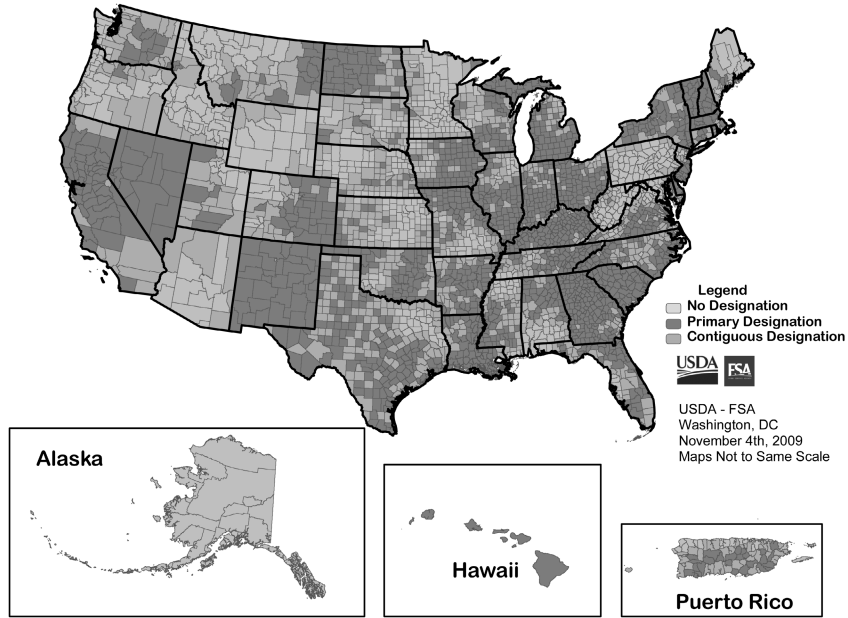 Legend
No Designation
Primary Designation
Contiguous Designation
USDA
FSA
USDA - FSA
Washington, DC
November 4th, 2009
Maps Not to Same Scale
Alaska
Hawaii
Puerto Rico